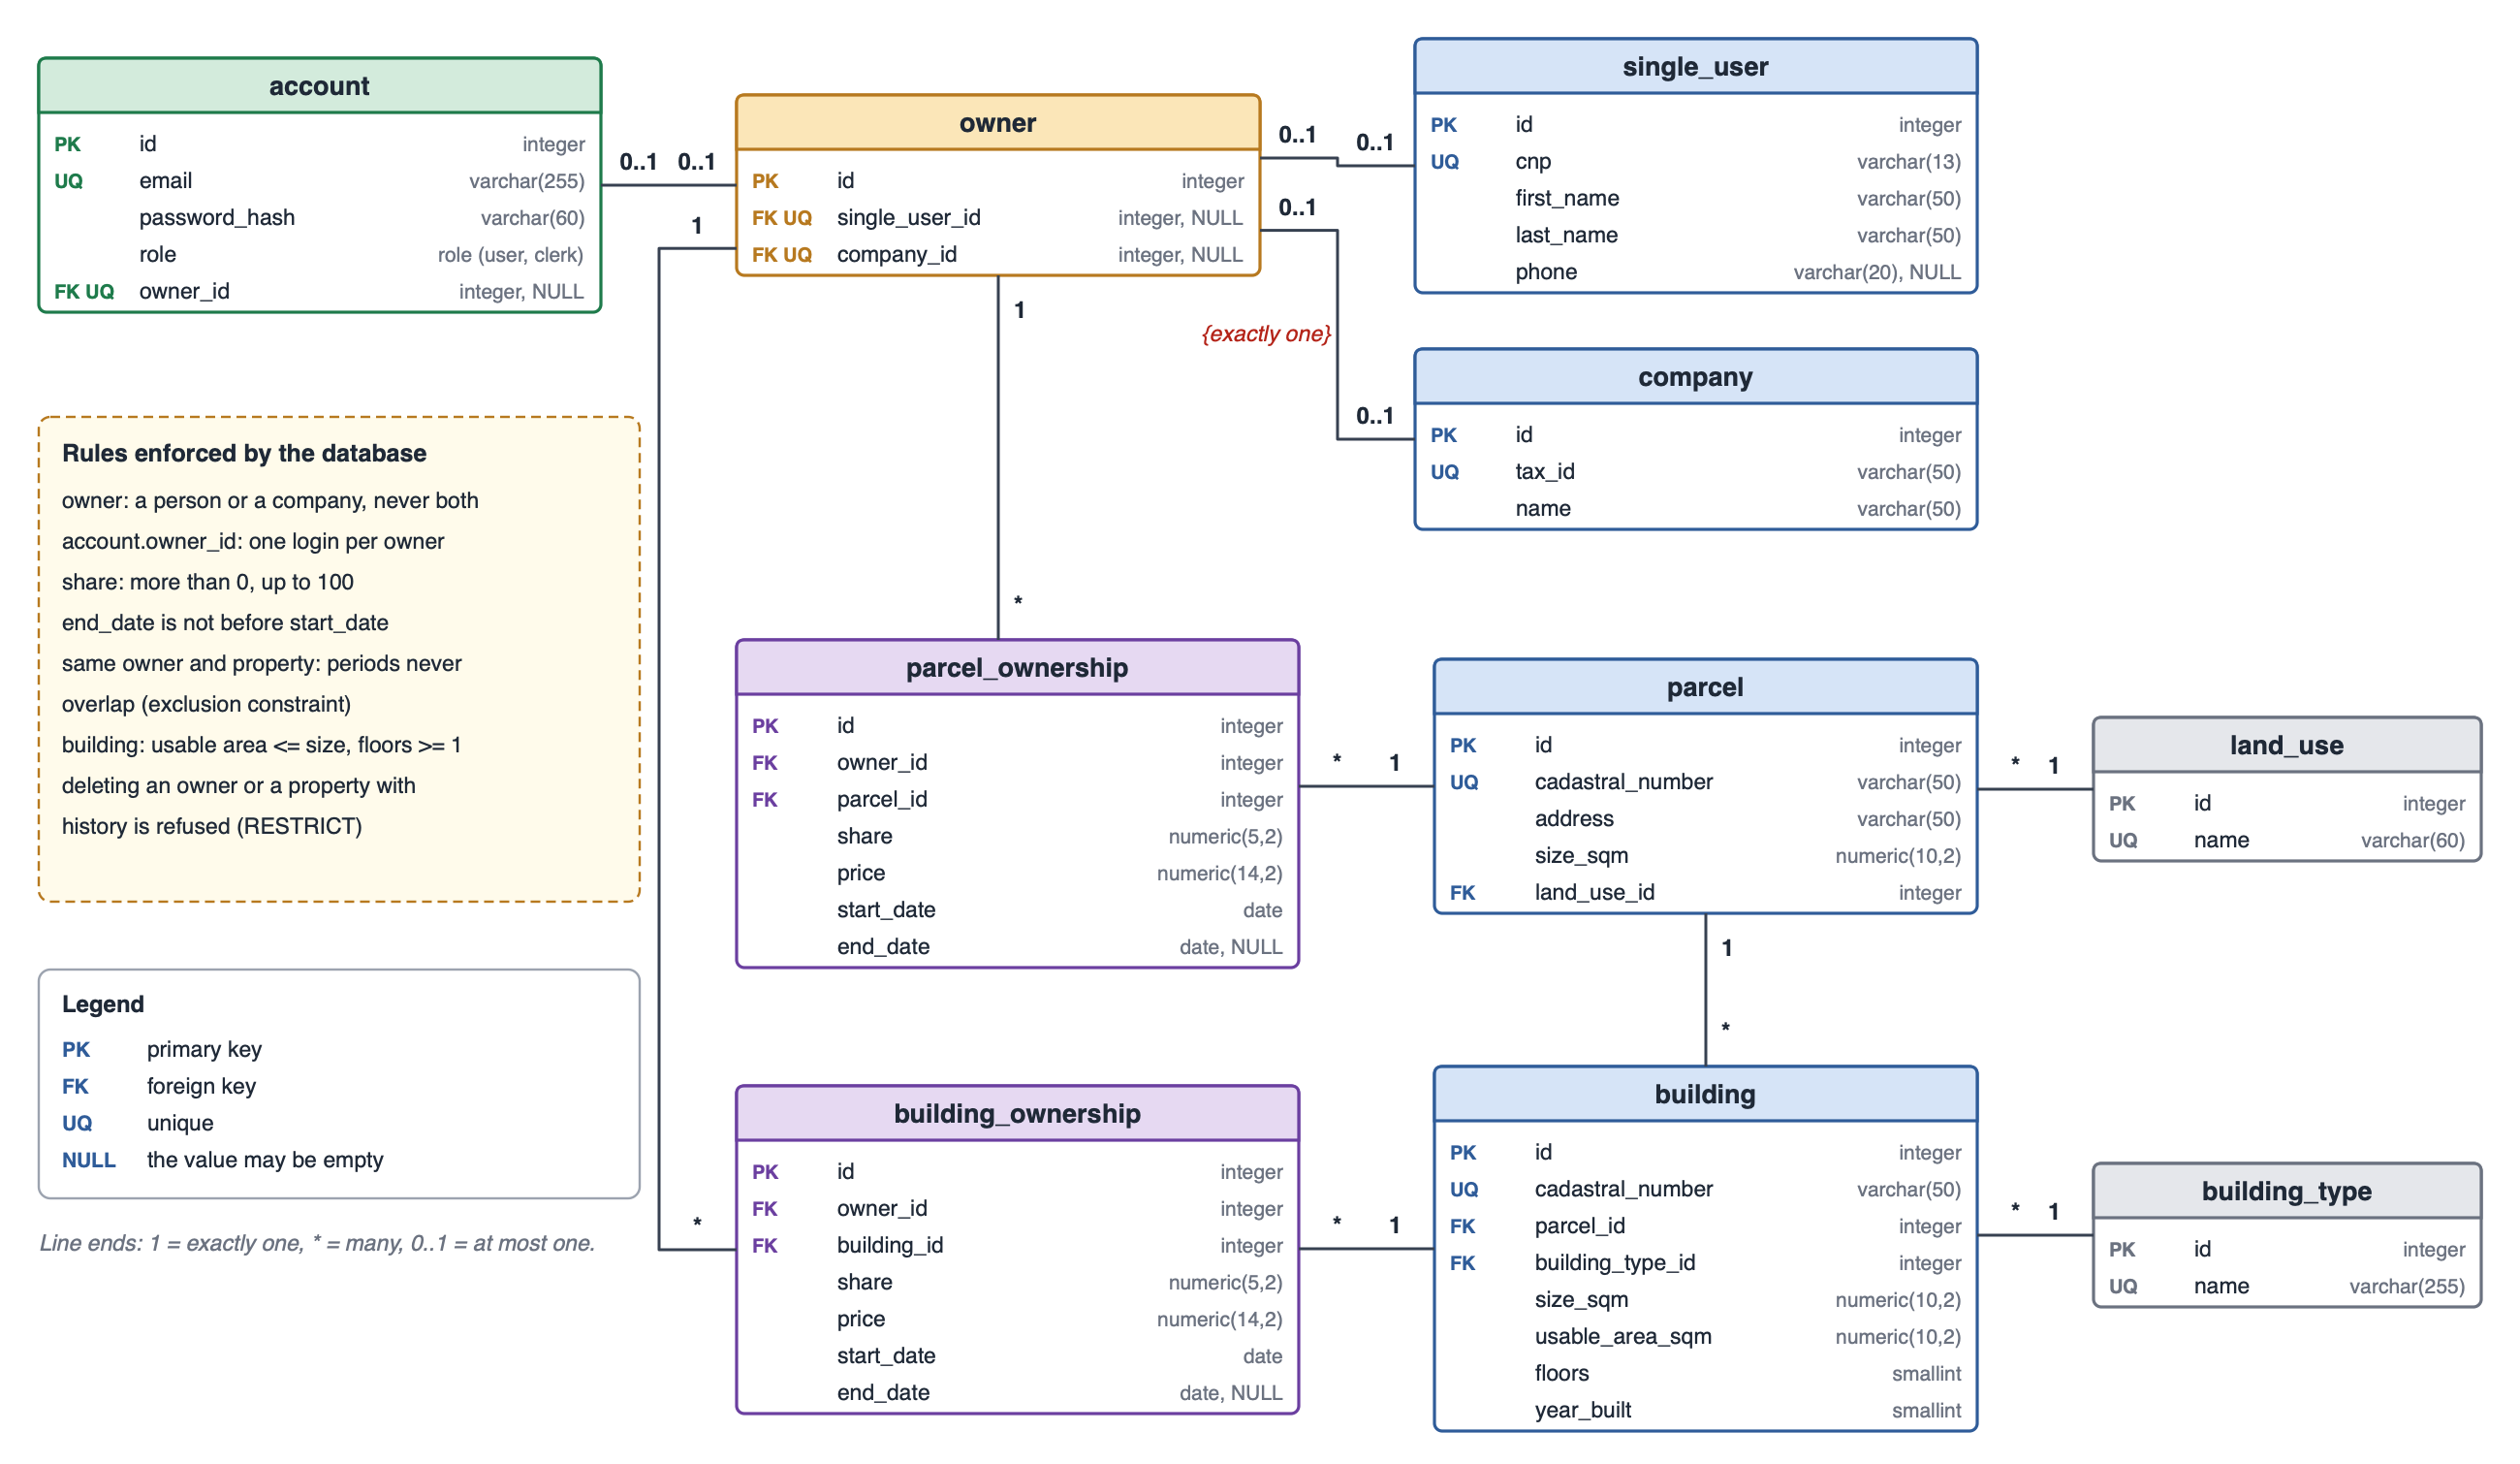 account
PK id integer
UQ email varchar(255)
password_hash varchar(60)
role role (user, clerk)
FK UQ owner_id integer, NULL
0..1 0..1
1
owner
PK id integer
FK UQ single_user_id integer, NULL
FK UQ company_id integer, NULL
0..1 0..1
0..1
{exactly one}
0..1
1
*
single_user
PK id integer
UQ cnp varchar(13)
first_name varchar(50)
last_name varchar(50)
phone varchar(20), NULL
company
PK id integer
UQ tax_id varchar(50)
name varchar(50)
Rules enforced by the database
owner: a person or a company, never both
account.owner_id: one login per owner
share: more than 0, up to 100
end_date is not before start_date
same owner and property: periods never
overlap (exclusion constraint)
building: usable area <= size, floors >= 1
deleting an owner or a property with
history is refused (RESTRICT)
parcel_ownership
PK id integer
FK owner_id integer
FK parcel_id integer
share numeric(5,2)
price numeric(14,2)
start_date date
end_date date, NULL
* 1
parcel
PK id integer
UQ cadastral_number varchar(50)
address varchar(50)
size_sqm numeric(10,2)
FK land_use_id integer
* 1
land_use
PK id integer
UQ name varchar(60)
1
*
Legend
PK primary key
FK foreign key
UQ unique
NULL the value may be empty
Line ends: 1 = exactly one, * = many, 0..1 = at most one.
*
building_ownership
PK id integer
FK owner_id integer
FK building_id integer
share numeric(5,2)
price numeric(14,2)
start_date date
end_date date, NULL
* 1
building
PK id integer
UQ cadastral_number varchar(50)
FK parcel_id integer
FK building_type_id integer
size_sqm numeric(10,2)
usable_area_sqm numeric(10,2)
floors smallint
year_built smallint
* 1
building_type
PK id integer
UQ name varchar(255)